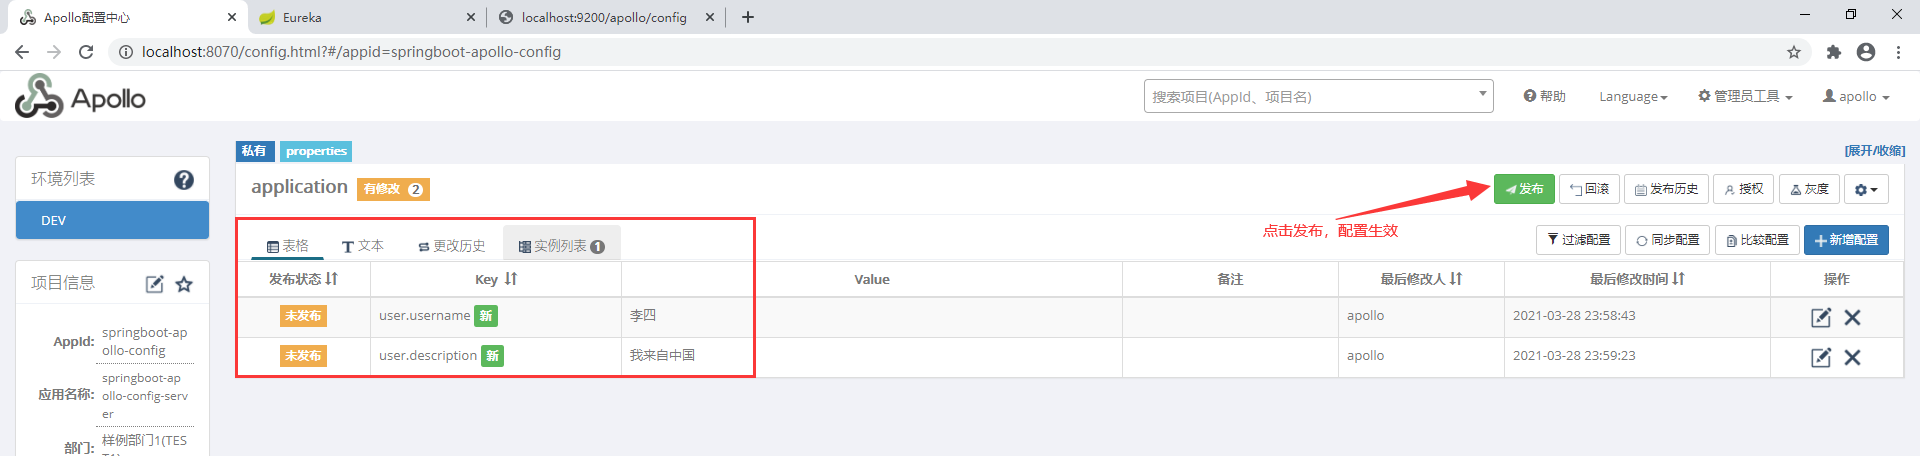 Apollo配置中心
Eureka
localhost:9200/apollo/config
localhost:8070/config.html?#/appid=springboot-apollo-config
Apollo
搜索项目(AppId、项目名)
帮助
Language
管理员工具
apollo
私有 properties
[展开/收缩]
环境列表
DEV
application 有修改 2
发布 回滚 发布历史 授权 灰度
点击发布，配置生效
表格 文本 更改历史 实例列表 1
过滤配置 同步配置 比较配置 新增配置
项目信息
发布状态 Key Value 备注 最后修改人 最后修改时间 操作
未发布 user.username 新 李四 apollo 2021-03-28 23:58:43
未发布 user.description 新 我来自中国 apollo 2021-03-28 23:59:23
AppId: springboot-ap
ollo-config
应用名称: springboot-ap
ollo-config-serv
er
部门: 样例部门1(TES